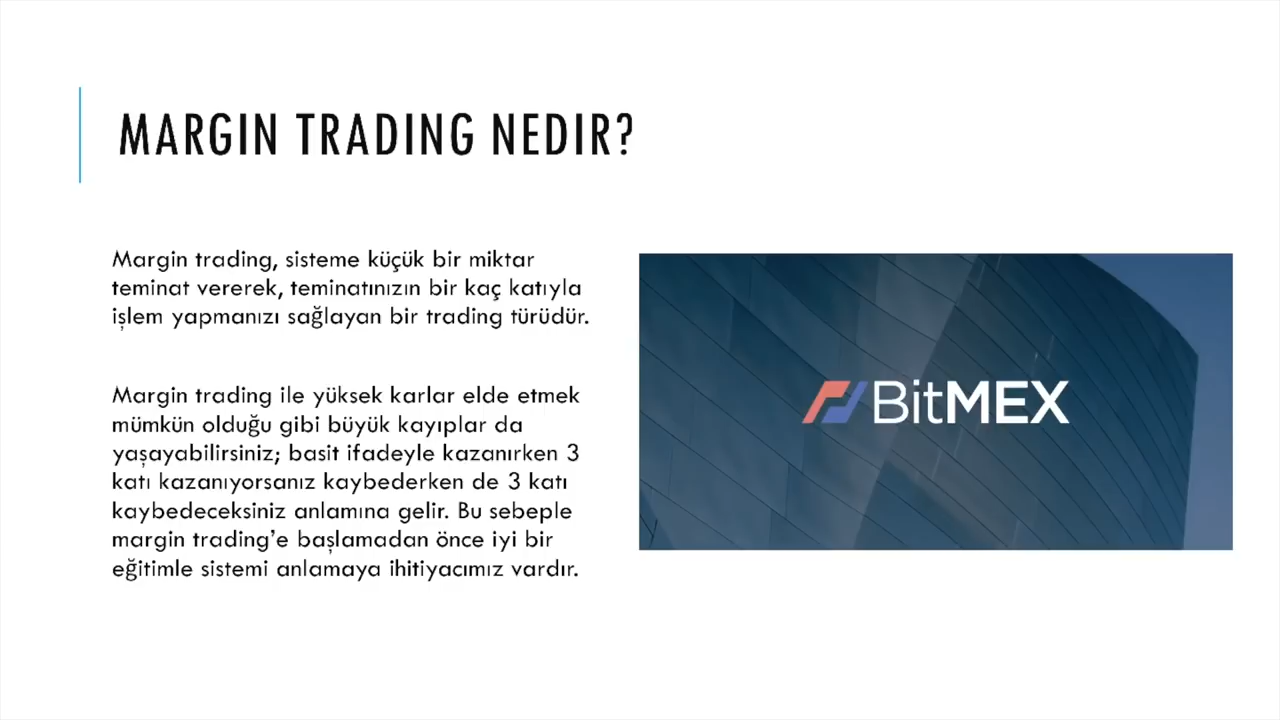 MARGIN TRADING NEDIR?
Margin trading, sisteme küçük bir miktar
teminat vererek, teminatınızın bir kaç katıyla
işlem yapmanızı sağlayan bir trading türüdür.
Margin trading ile yüksek karlar elde etmek
mümkün olduğu gibi büyük kayıplar da
yaşayabilirsiniz; basit ifadeyle kazanırken 3
katı kazanıyorsanız kaybederken de 3 katı
kaybedeceksiniz anlamına gelir. Bu sebeple
margin trading’e başlamadan önce iyi bir
eğitimle sistemi anlamaya ihitiyacımız vardır.
BitMEX